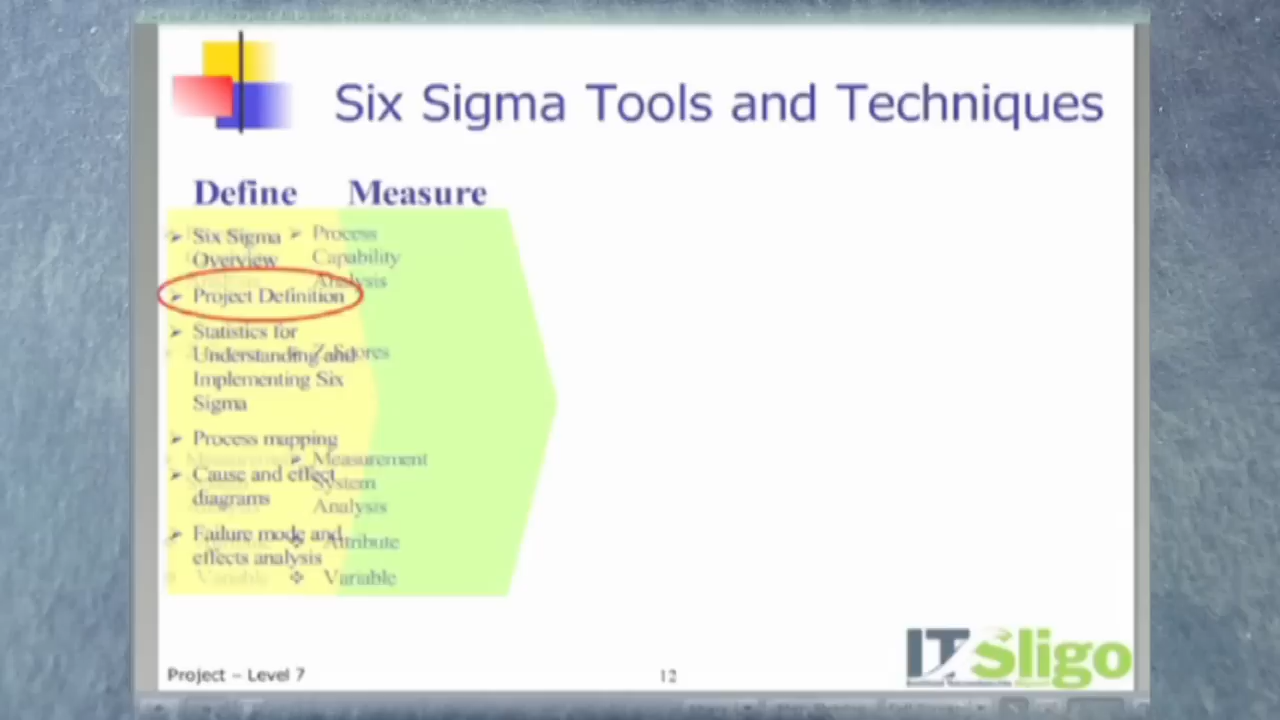 Six Sigma Tools and Techniques
Define
Measure
Six Sigma
Overview
Project Definition
Statistics for
Understanding and
Implementing Six
Sigma
Process mapping
Cause and effect
diagrams
Failure mode and
effects analysis
Process
Capability
Analysis
Z Scores
Measurement
System
Analysis
Attribute
Variable
Project – Level 7
12
IT Sligo